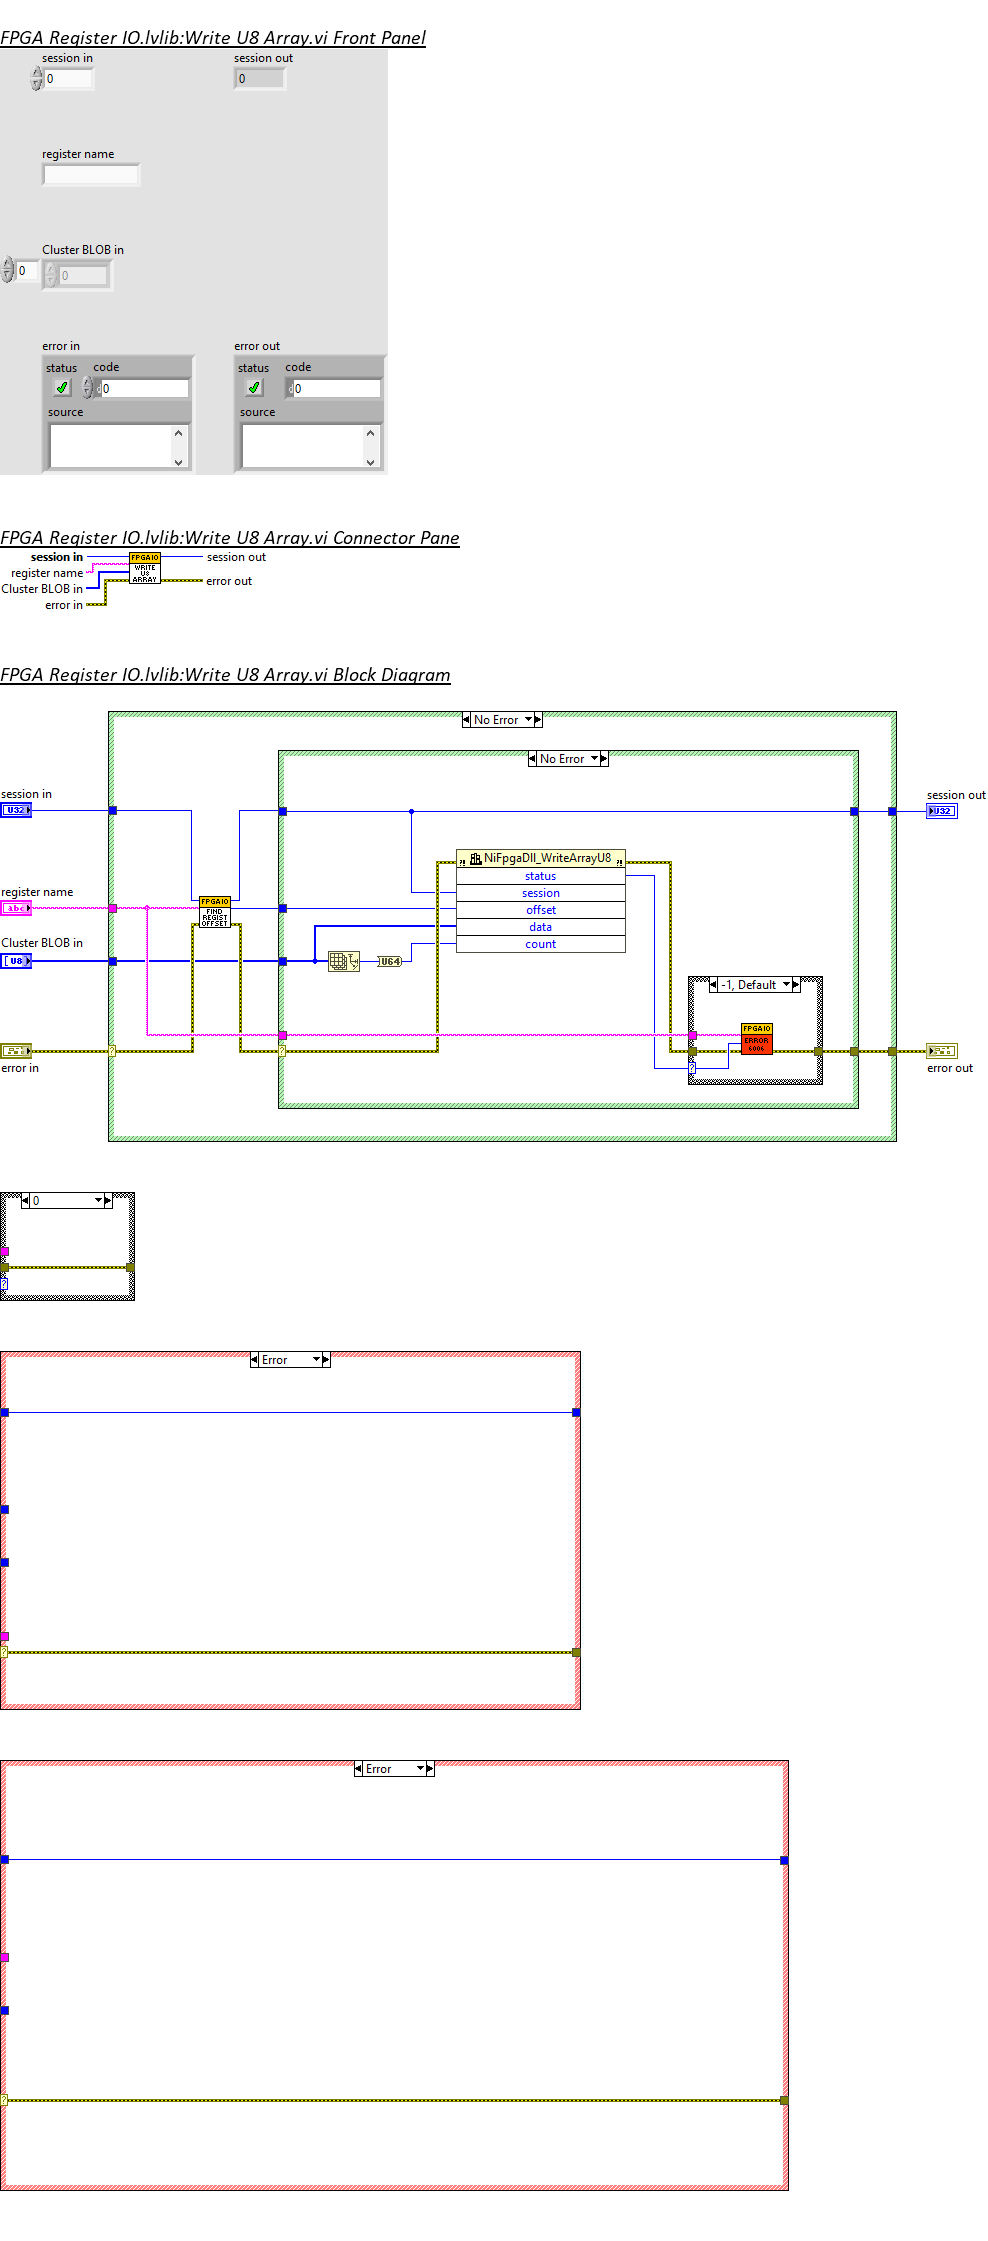 FPGA Register IO.lvlib:Write U8 Array.vi Front Panel
session in
session out
0
0
register name
Cluster BLOB in
0
0
error in
error out
status code
status code
0
0
source
source
FPGA Register IO.lvlib:Write U8 Array.vi Connector Pane
session in
FPGAIO
session out
register name
WRITE
U8
ARRAY
Cluster BLOB in
error out
error in
FPGA Register IO.lvlib:Write U8 Array.vi Block Diagram
No Error
No Error
session in
session out
U32
U32
NiFpgaDll_WriteArrayU8
status
session
offset
data
count
register name
abc
FPGAIO
FIND
REGIST
OFFSET
Cluster BLOB in
U8
U64
-1, Default
FPGAIO
ERROR
6006
?
?
?
error in
error out
0
?
Error
?
Error
?